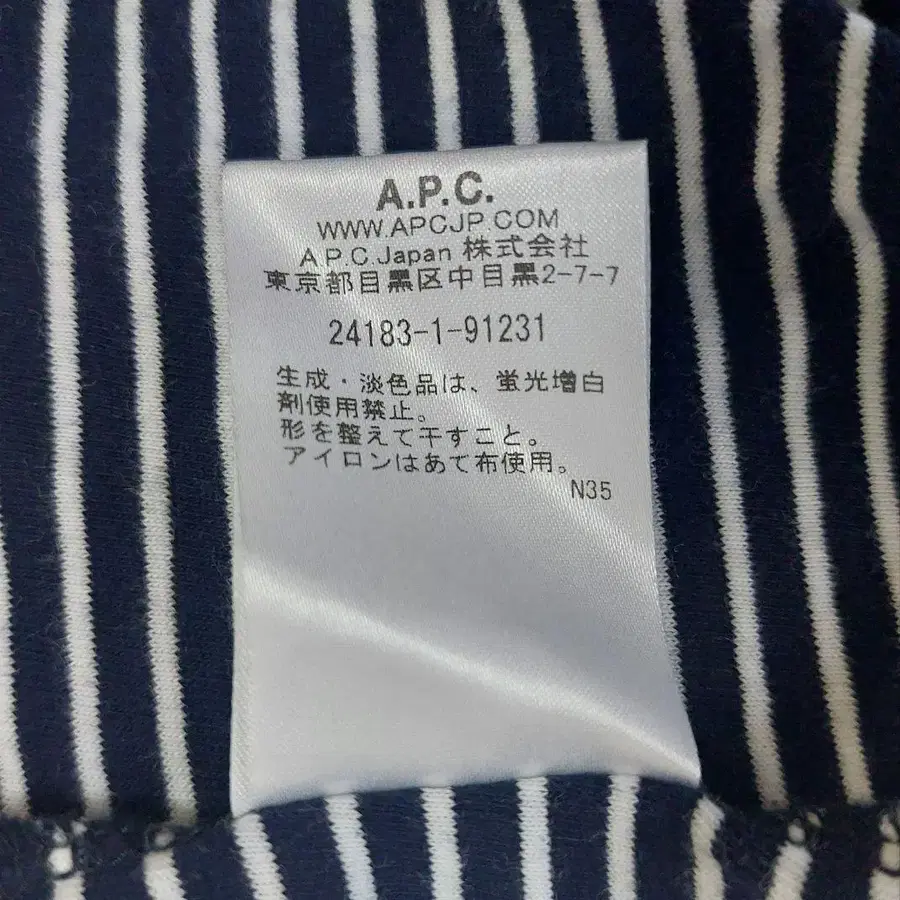 A.P.C.
WWW.APCJP.COM
A.P.C.Japan 株式会社
東京都目黒区中目黒2-7-7
24183-1-91231
生成・淡色品は、蛍光増白
剤使用禁止。
形を整えて干すこと。
アイロンはあて布使用。
N35